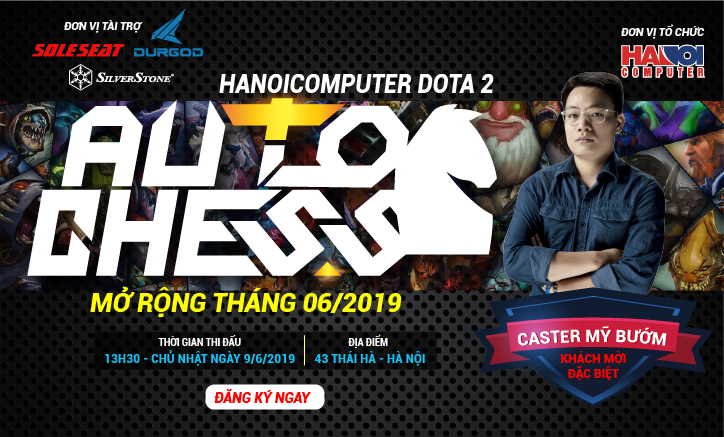 ĐƠN VỊ TÀI TRỢ
SOLESEAT
DURGOD
SILVERSTONE®
ĐƠN VỊ TỔ CHỨC
HANOI
COMPUTER
HANOICOMPUTER DOTA 2
AUTO
CHESS
MỞ RỘNG THÁNG 06/2019
THỜI GIAN THI ĐẤU
13H30 - CHỦ NHẬT NGÀY 9/6/2019
ĐỊA ĐIỂM
43 THÁI HÀ - HÀ NỘI
ĐĂNG KÝ NGAY
CASTER MỸ BƯỚM
KHÁCH MỜI
ĐẶC BIỆT